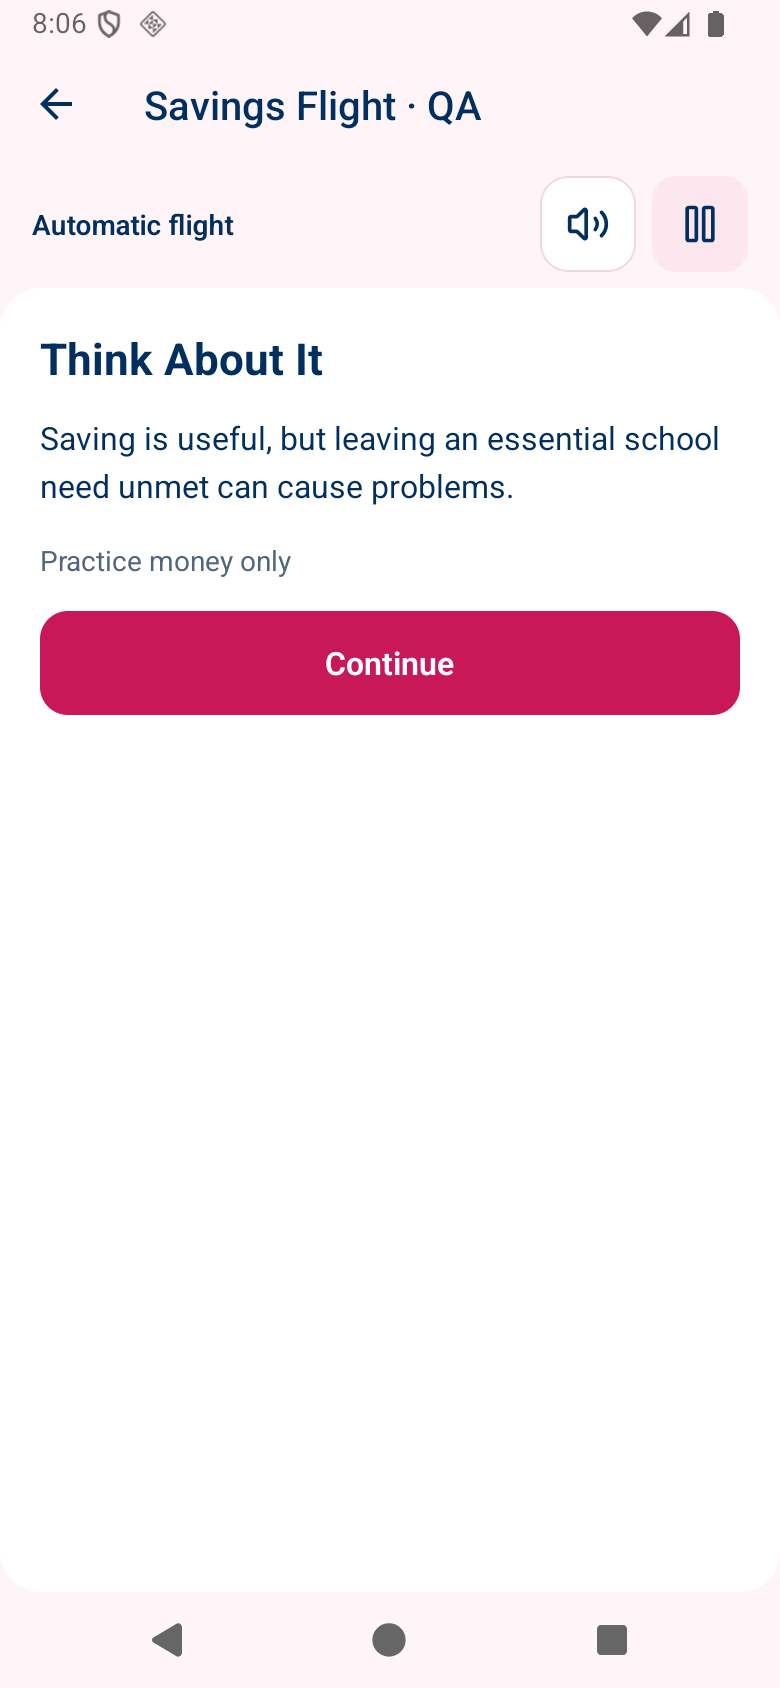 8:06
Savings Flight · QA
Automatic flight
Think About It
Saving is useful, but leaving an essential school
need unmet can cause problems.
Practice money only
Continue